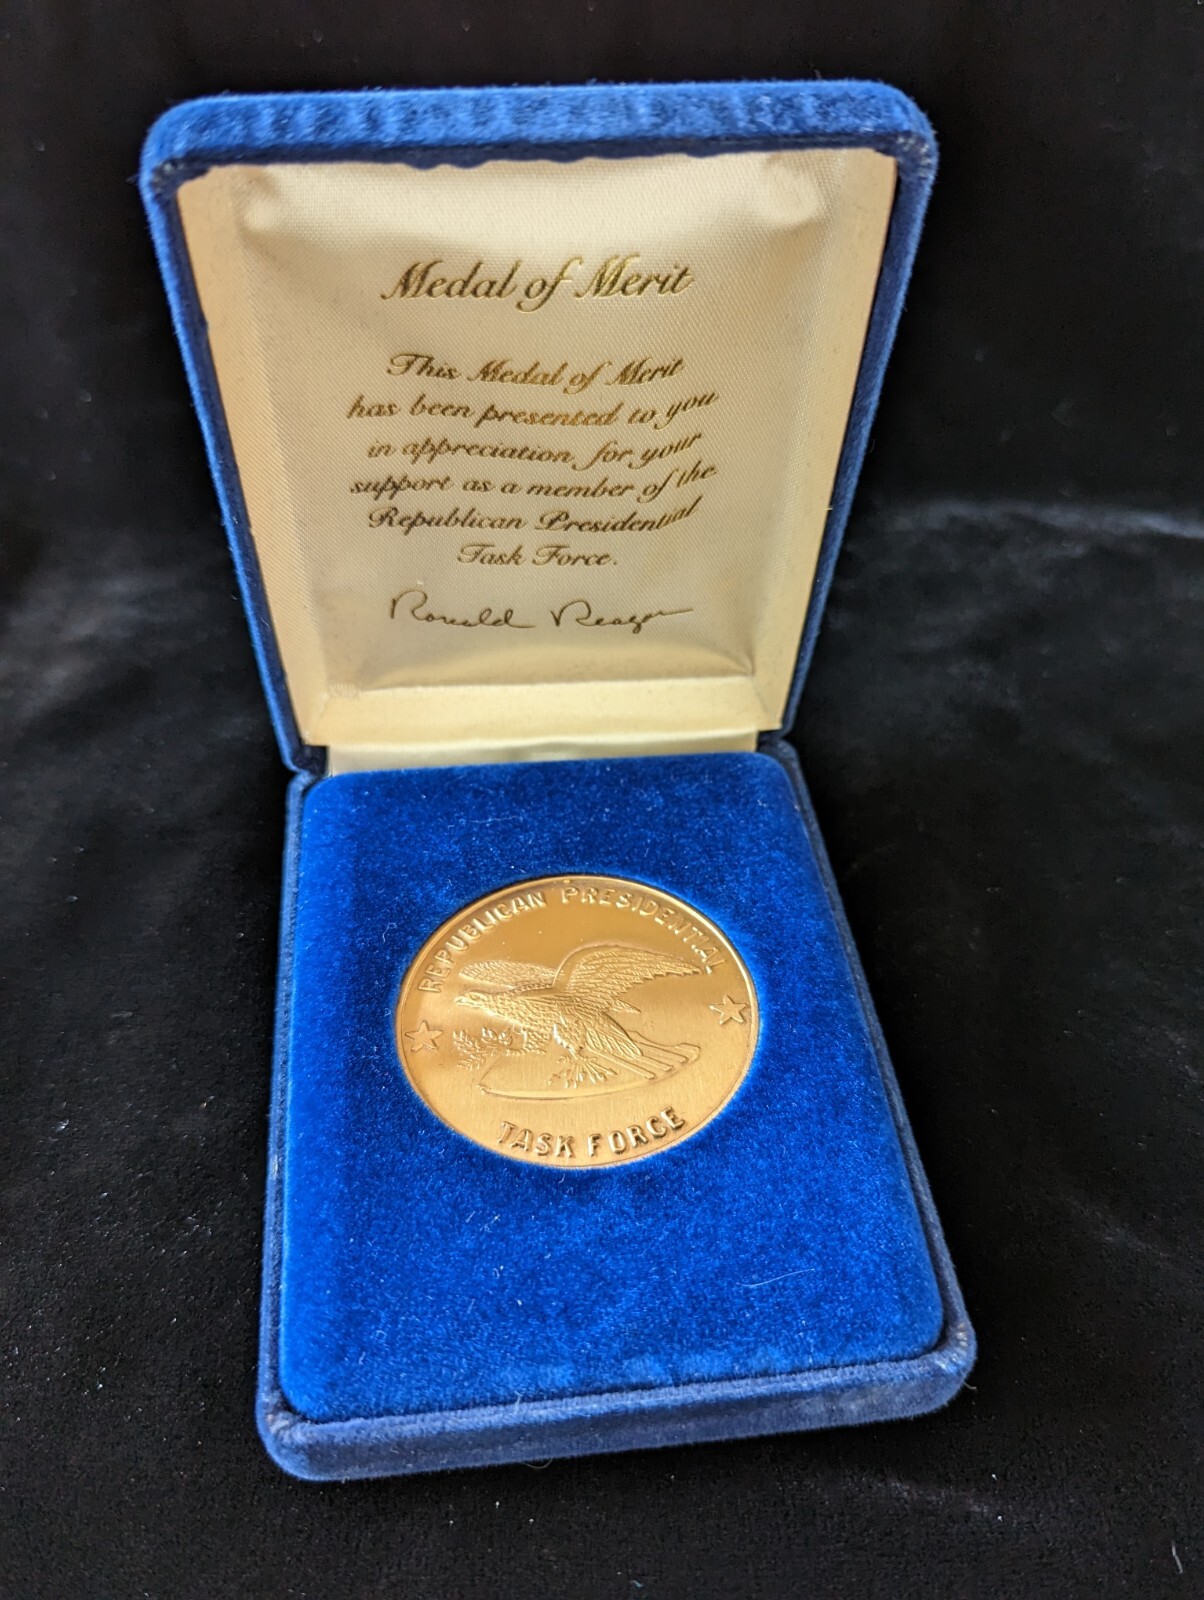 Medal of Merit
This Medal of Merit
has been presented to you
in appreciation for your
support as a member of the
Republican Presidential
Task Force.
Ronald Reagan
REPUBLICAN PRESIDENTIAL
TASK FORCE